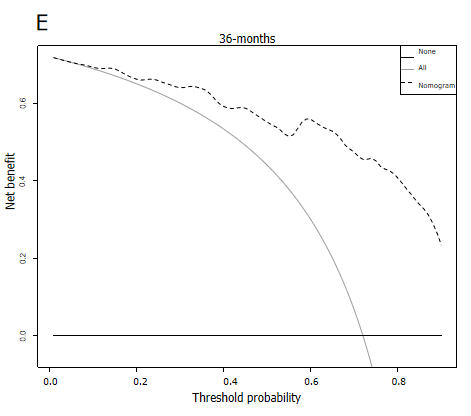 E
36-months
None
All
Nomogram
Net benefit
0.6
0.4
0.2
0.0
0.0 0.2 0.4 0.6 0.8
Threshold probability